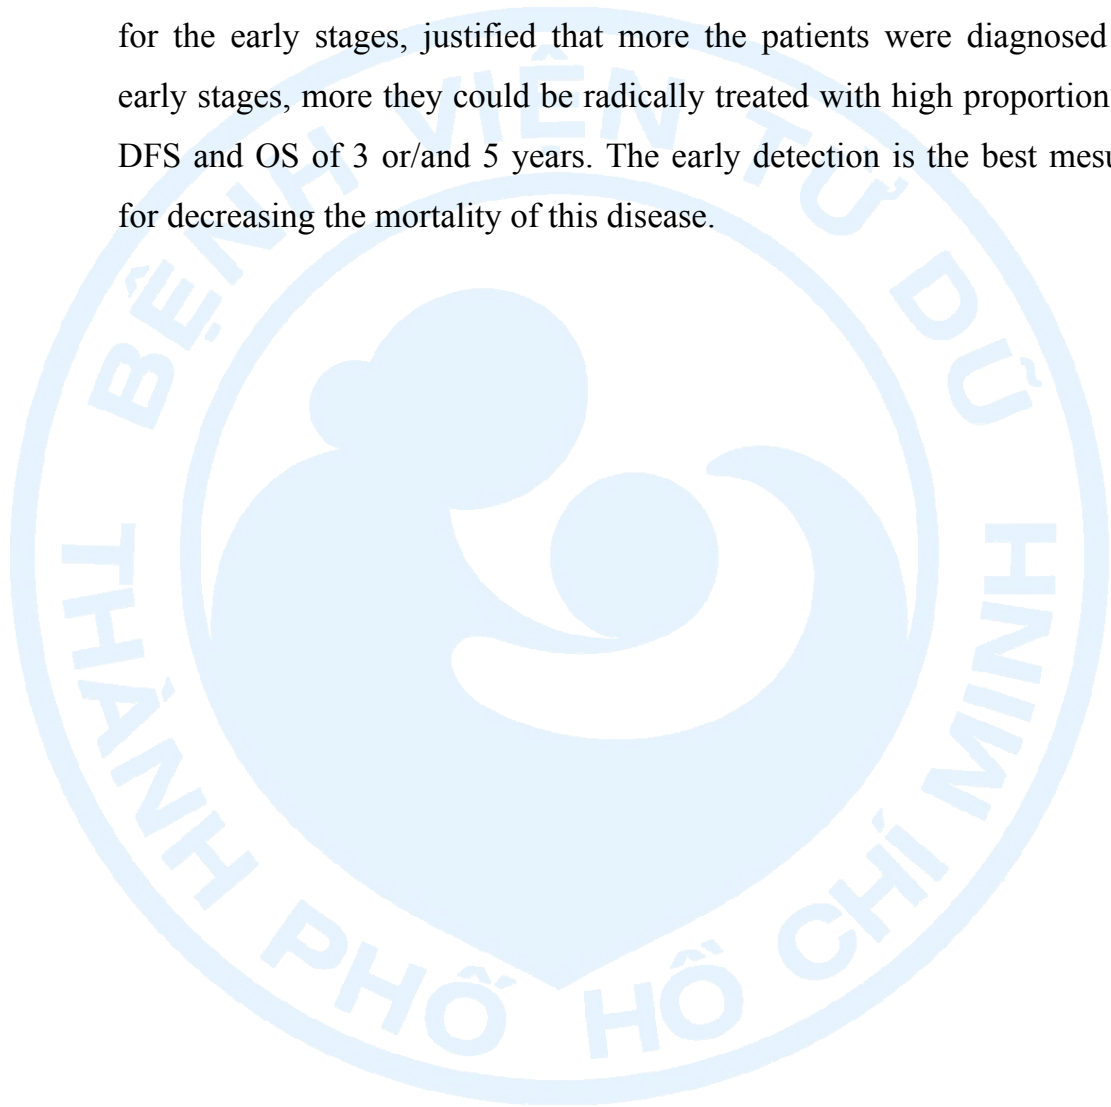 for the early stages, justified that more the patients were diagnosed
early stages, more they could be radically treated with high proportion
DFS and OS of 3 or/and 5 years. The early detection is the best
for decreasing the mortality of this disease.
BỆNH VIỆN TỪ DŨ
THÀNH PHỐ HỒ CHÍ MINH